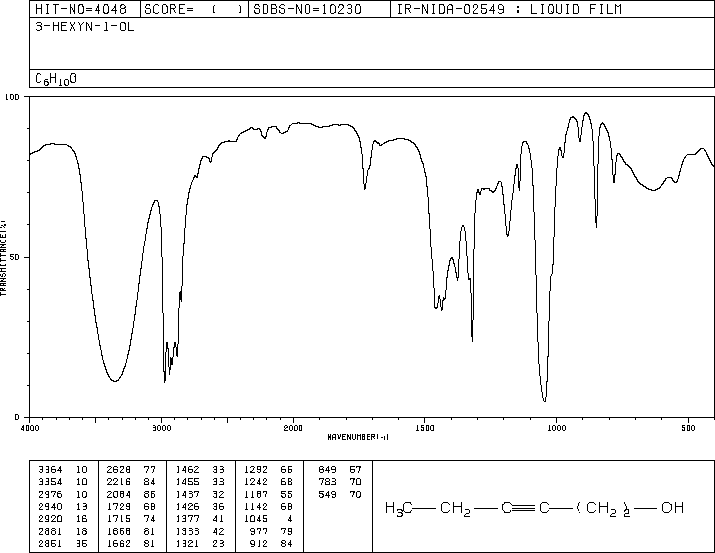 HIT-NO=4048 SCORE= ( ) SDBS-NO=10230 IR-NIDA-02549 : LIQUID FILM
3-HEXYN-1-OL
C6H10O
100
50
0
TRANSMITTANCE(%)
4000 3000 2000 1500 1000 500
WAVENUMBER(-1)
3364 10 2628 77 1462 33 1292 66 849 57
3354 10 2216 84 1455 33 1242 68 783 70
2976 10 2084 86 1437 32 1187 55 549 70
2940 13 1729 68 1426 36 1142 68
2920 16 1715 74 1377 41 1045 4
2881 18 1668 81 1333 42 977 79
2851 35 1662 81 1321 23 912 84
H3C CH2 C C (CH2)2 OH